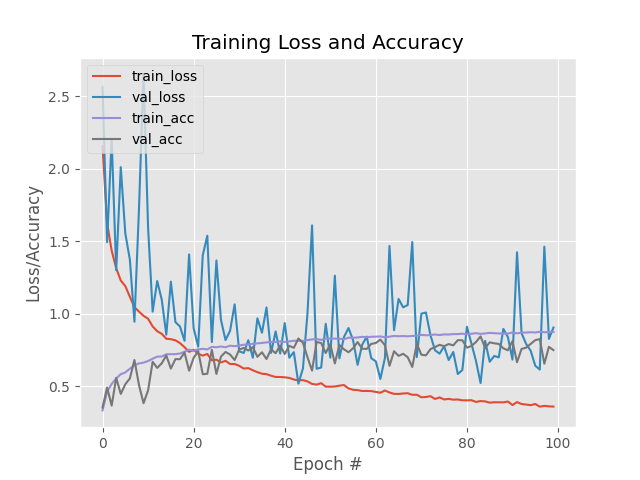 Training Loss and Accuracy
train_loss
val_loss
train_acc
val_acc
2.5
2.0
1.5
1.0
0.5
Loss/Accuracy
0 20 40 60 80 100
Epoch #